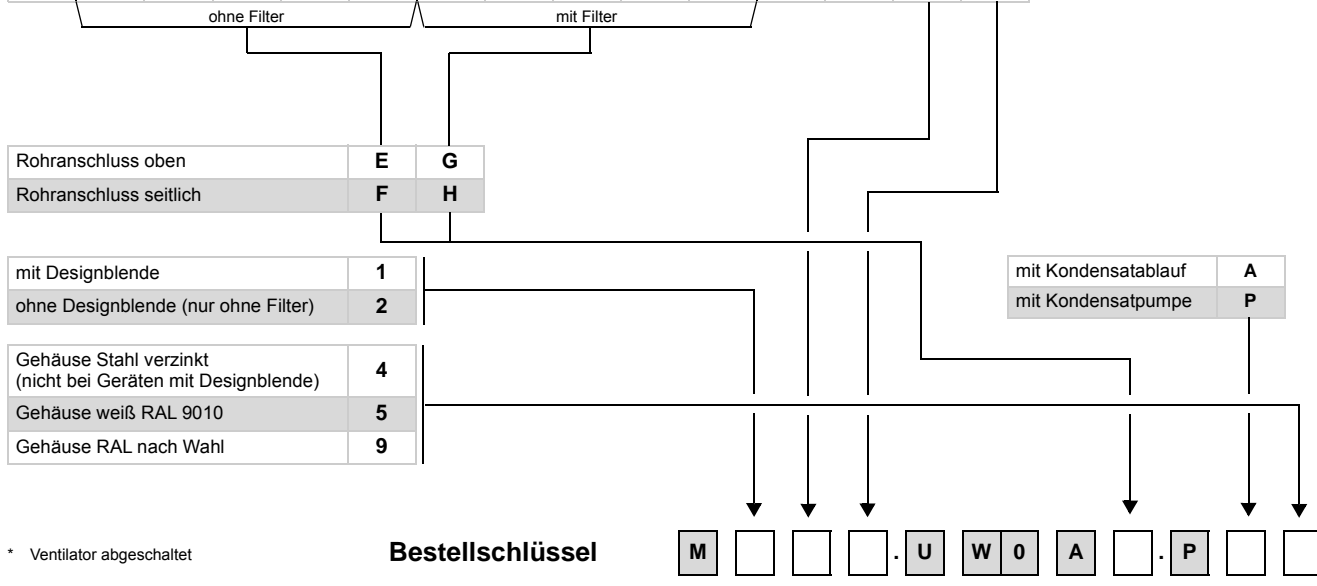 ohne Filter mit Filter
Rohranschluss oben E G
Rohranschluss seitlich F H
mit Designblende 1
ohne Designblende (nur ohne Filter) 2
mit Kondensatablauf A
mit Kondensatpumpe P
Gehäuse Stahl verzinkt
(nicht bei Geräten mit Designblende) 4
Gehäuse weiß RAL 9010 5
Gehäuse RAL nach Wahl 9
* Ventilator abgeschaltet
Bestellschlüssel M . U W 0 A . P